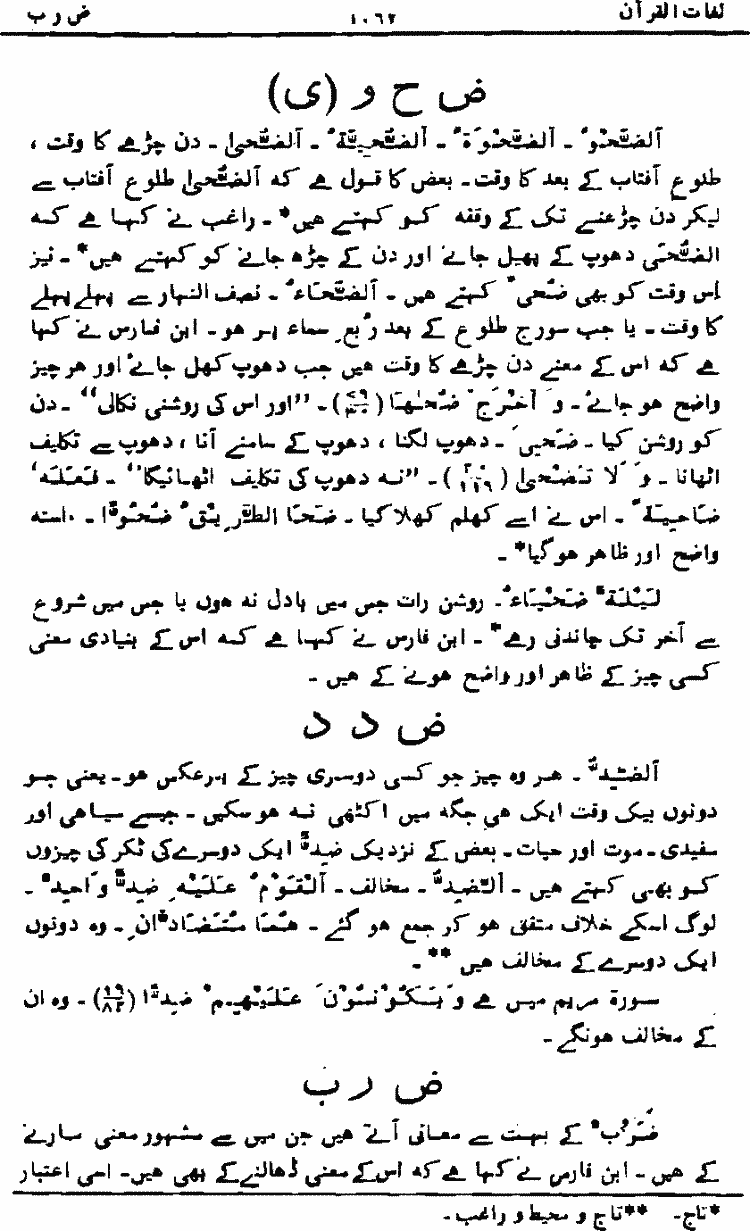 لغات القرآن ١٠٦٢ ض ر ب
ض ح و (ی)
اَلضَّحْوُ ۔ اَلضَّحْوَةُ ۔ اَلضَّحِیَّةُ ۔ اَلضُّحیٰ ۔ دن چڑھے کا وقت ،
طلوع آفتاب کے بعد کا وقت۔ بعض کا قول ہے کہ اَلضُّحیٰ طلوع آفتاب سے
لیکر دن چڑھنے تک کے وقفہ کو کہتے ہیں*۔ راغب نے کہا ہے کہ
الضُّحیٰ دھوپ کے پھیل جانے اور دن کے چڑھ جانے کو کہتے ہیں*۔ نیز
اس وقت کو بھی ضُحیً کہتے ہیں ۔ اَلضَّحَاءُ ۔ نصف النہار سے پہلے پہلے
کا وقت ۔ یا جب سورج طلوع کے بعد رُبع سماء پر ہو۔ ابن فارس نے کہا
ہے کہ اس کے معنے دن چڑھے کا وقت ہیں جب دھوپ کھل جائے اور ہر چیز
واضح ہو جائے۔ وَ اَخْرَجَ ضُحٰھَا (۷۹/۲۹)۔ ”اور اس کی روشنی نکالی“ ۔ دن
کو روشن کیا ۔ ضَحِیَ ۔ دھوپ لگنا ، دھوپ کے سامنے آنا ، دھوپ سے تکلیف
اٹھانا ۔ وَ لَا تَضْحیٰ (۲۰/۱۱۹)۔ ”نہ دھوپ کی تکلیف اٹھائیگا“ ۔ فَعَلَہٗ
ضَاحِیَةً ۔ اس نے اسے کھلم کھلا کیا ۔ ضَحَا الطَّرِیْقُ ضُحُوًّا ۔ راستہ
واضح اور ظاہر ہو گیا*۔
لَیْلَةٌ ضَحْیَاءُ۔ روشن رات جس میں بادل نہ ہوں یا جس میں شروع
سے آخر تک چاندنی رہے*۔ ابن فارس نے کہا ہے کہ اس کے بنیادی معنی
کسی چیز کے ظاہر اور واضح ہونے کے ہیں ۔
ض د د
اَلضِّدُّ ۔ ہر وہ چیز جو کسی دوسری چیز کے برعکس ہو۔ یعنی جو
دونوں بیک وقت ایک ہی جگہ میں اکٹھی نہ ہو سکیں ۔ جیسے سیاہی اور
سفیدی۔ موت اور حیات۔ بعض کے نزدیک ضِدٌّ ایک دوسرے کی ٹکر کی چیزوں
کو بھی کہتے ہیں ۔ اَلضِّدُّ ۔ مخالف ۔ اَلْقَوْمُ عَلَیْہِ ضِدٌّ وَاحِدٌ ۔
لوگ اسکے خلاف متفق ہو کر جمع ہو گئے ۔ ھُمَا مُتَضَادَّانِ ۔ وہ دونوں
ایک دوسرے کے مخالف ہیں ** ۔
سورة مریم میں ہے وَ یَکُوْنُوْنَ عَلَیْھِمْ ضِدًّا (۱۹/۸۲)۔ وہ ان
کے مخالف ہونگے ۔
ض ر ب
ضَرْبٌ کے بہت سے معانی آتے ہیں جن میں سے مشہور معنی مارنے
کے ہیں ۔ ابن فارس نے کہا ہے کہ اس کے معنی ڈھالنے کے بھی ہیں۔ اسی اعتبار
*تاج۔ **تاج و محیط و راغب۔